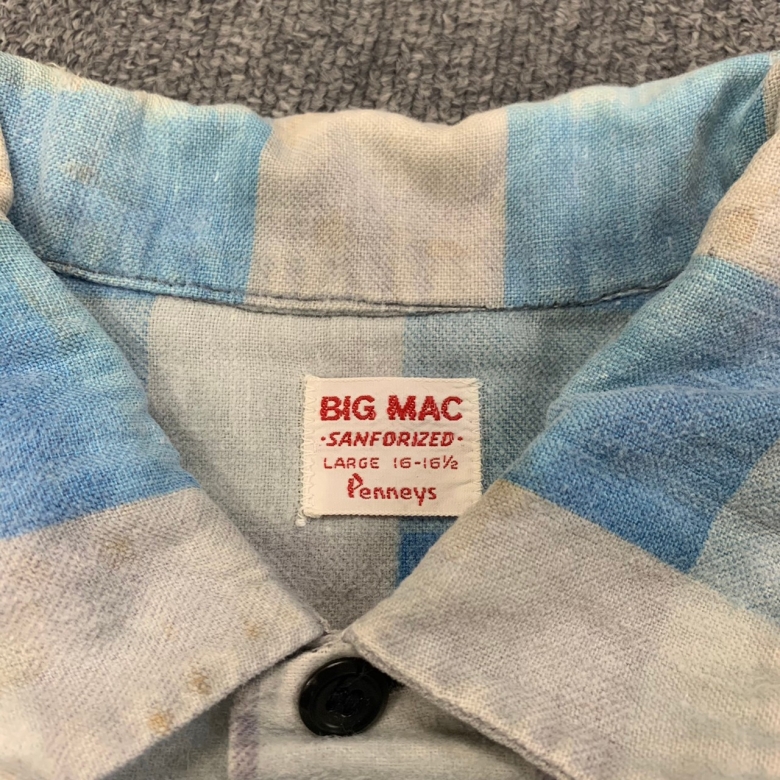 BIG MAC
·SANFORIZED·
LARGE 16-16½
Penneys